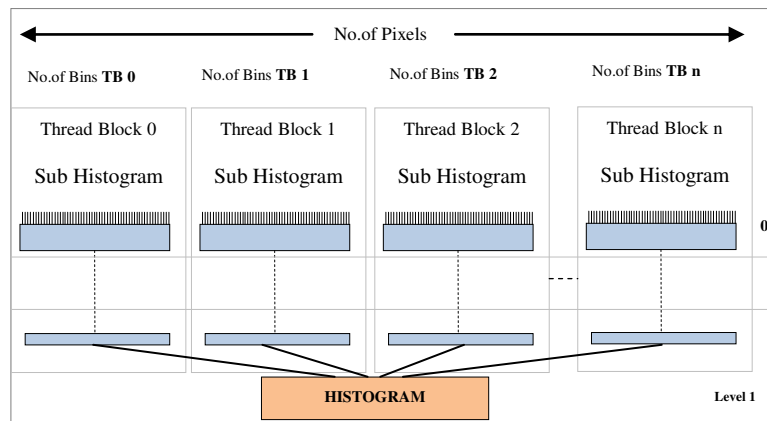 No.of Pixels
No.of Bins TB 0
No.of Bins TB 1
No.of Bins TB 2
No.of Bins TB n
Thread Block 0
Thread Block 1
Thread Block 2
Thread Block n
Sub Histogram
Sub Histogram
Sub Histogram
Sub Histogram
0
HISTOGRAM
Level 1